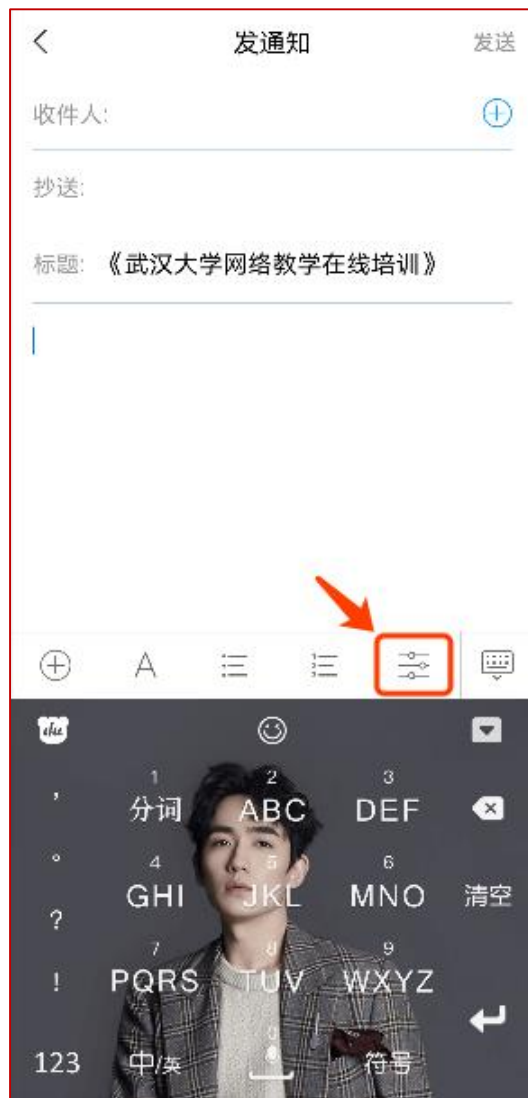 发通知 发送
收件人:
抄送:
标题: 《武汉大学网络教学在线培训》
A
du
1 2 3
， 分词 ABC DEF
。 4 5 6
GHI JKL MNO 清空
?
7 8 9
! PQRS TUV WXYZ
0
123 中/英 符号